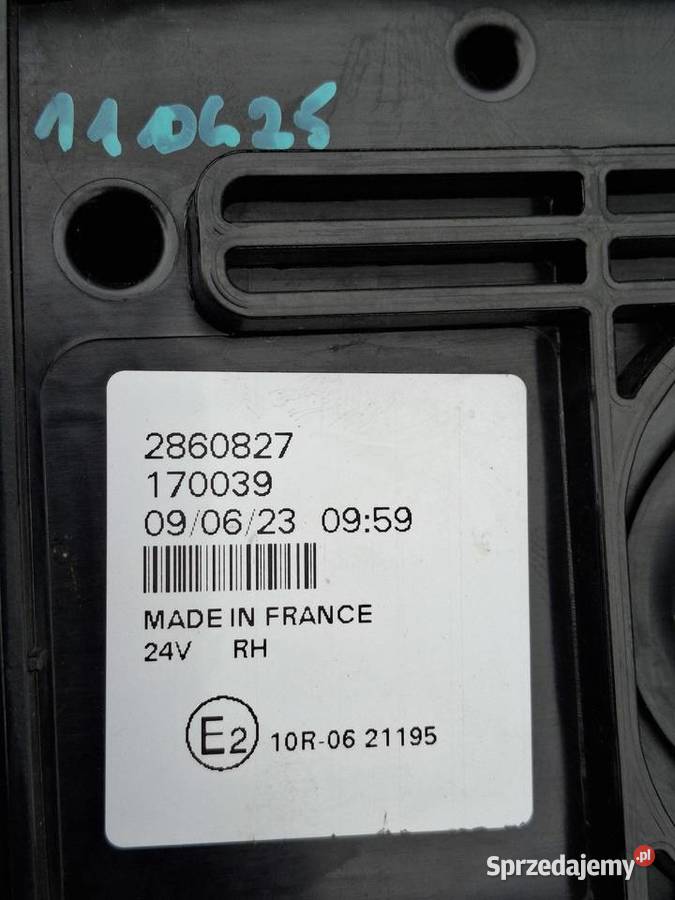 110625
2860827
170039
09/06/23 09:59
MADE IN FRANCE
24V RH
E2 10R-06 21195
Sprzedajemy.pl